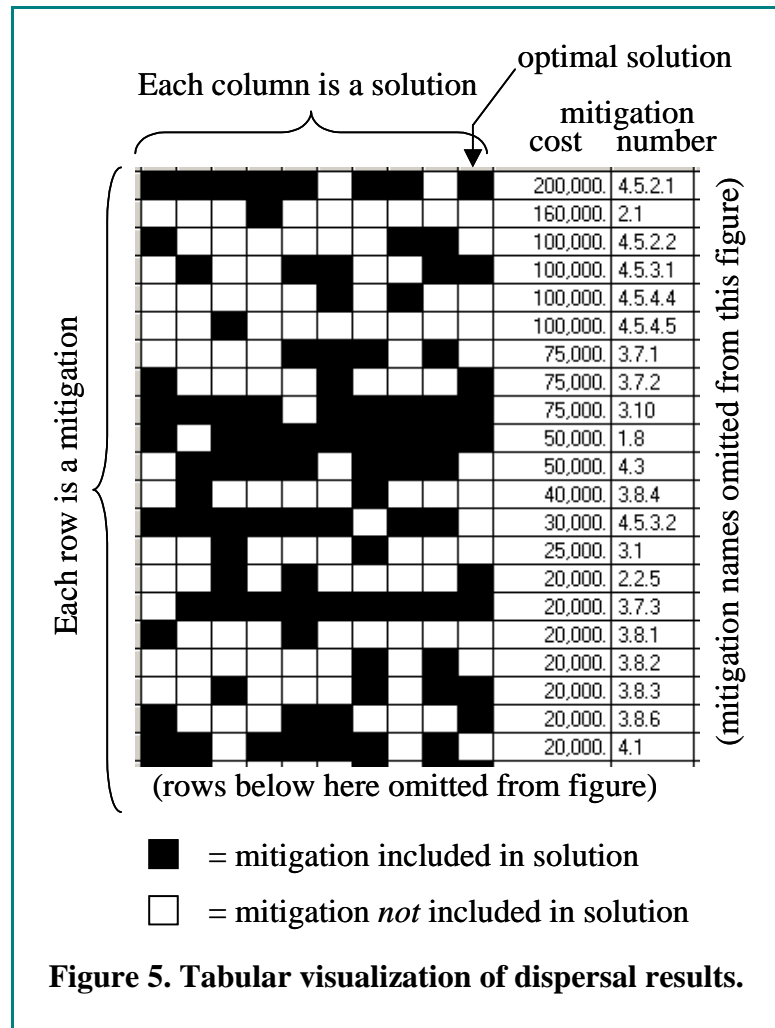 optimal solution
Each column is a solution
mitigation
cost number
200,000. 4.5.2.1
160,000. 2.1
100,000. 4.5.2.2
100,000. 4.5.3.1
100,000. 4.5.4.4
100,000. 4.5.4.5
75,000. 3.7.1
75,000. 3.7.2
75,000. 3.10
50,000. 1.8
50,000. 4.3
40,000. 3.8.4
30,000. 4.5.3.2
25,000. 3.1
20,000. 2.2.5
20,000. 3.7.3
20,000. 3.8.1
20,000. 3.8.2
20,000. 3.8.3
20,000. 3.8.6
20,000. 4.1
Each row is a mitigation
(mitigation names omitted from this figure)
(rows below here omitted from figure)
= mitigation included in solution
= mitigation not included in solution
Figure 5. Tabular visualization of dispersal results.